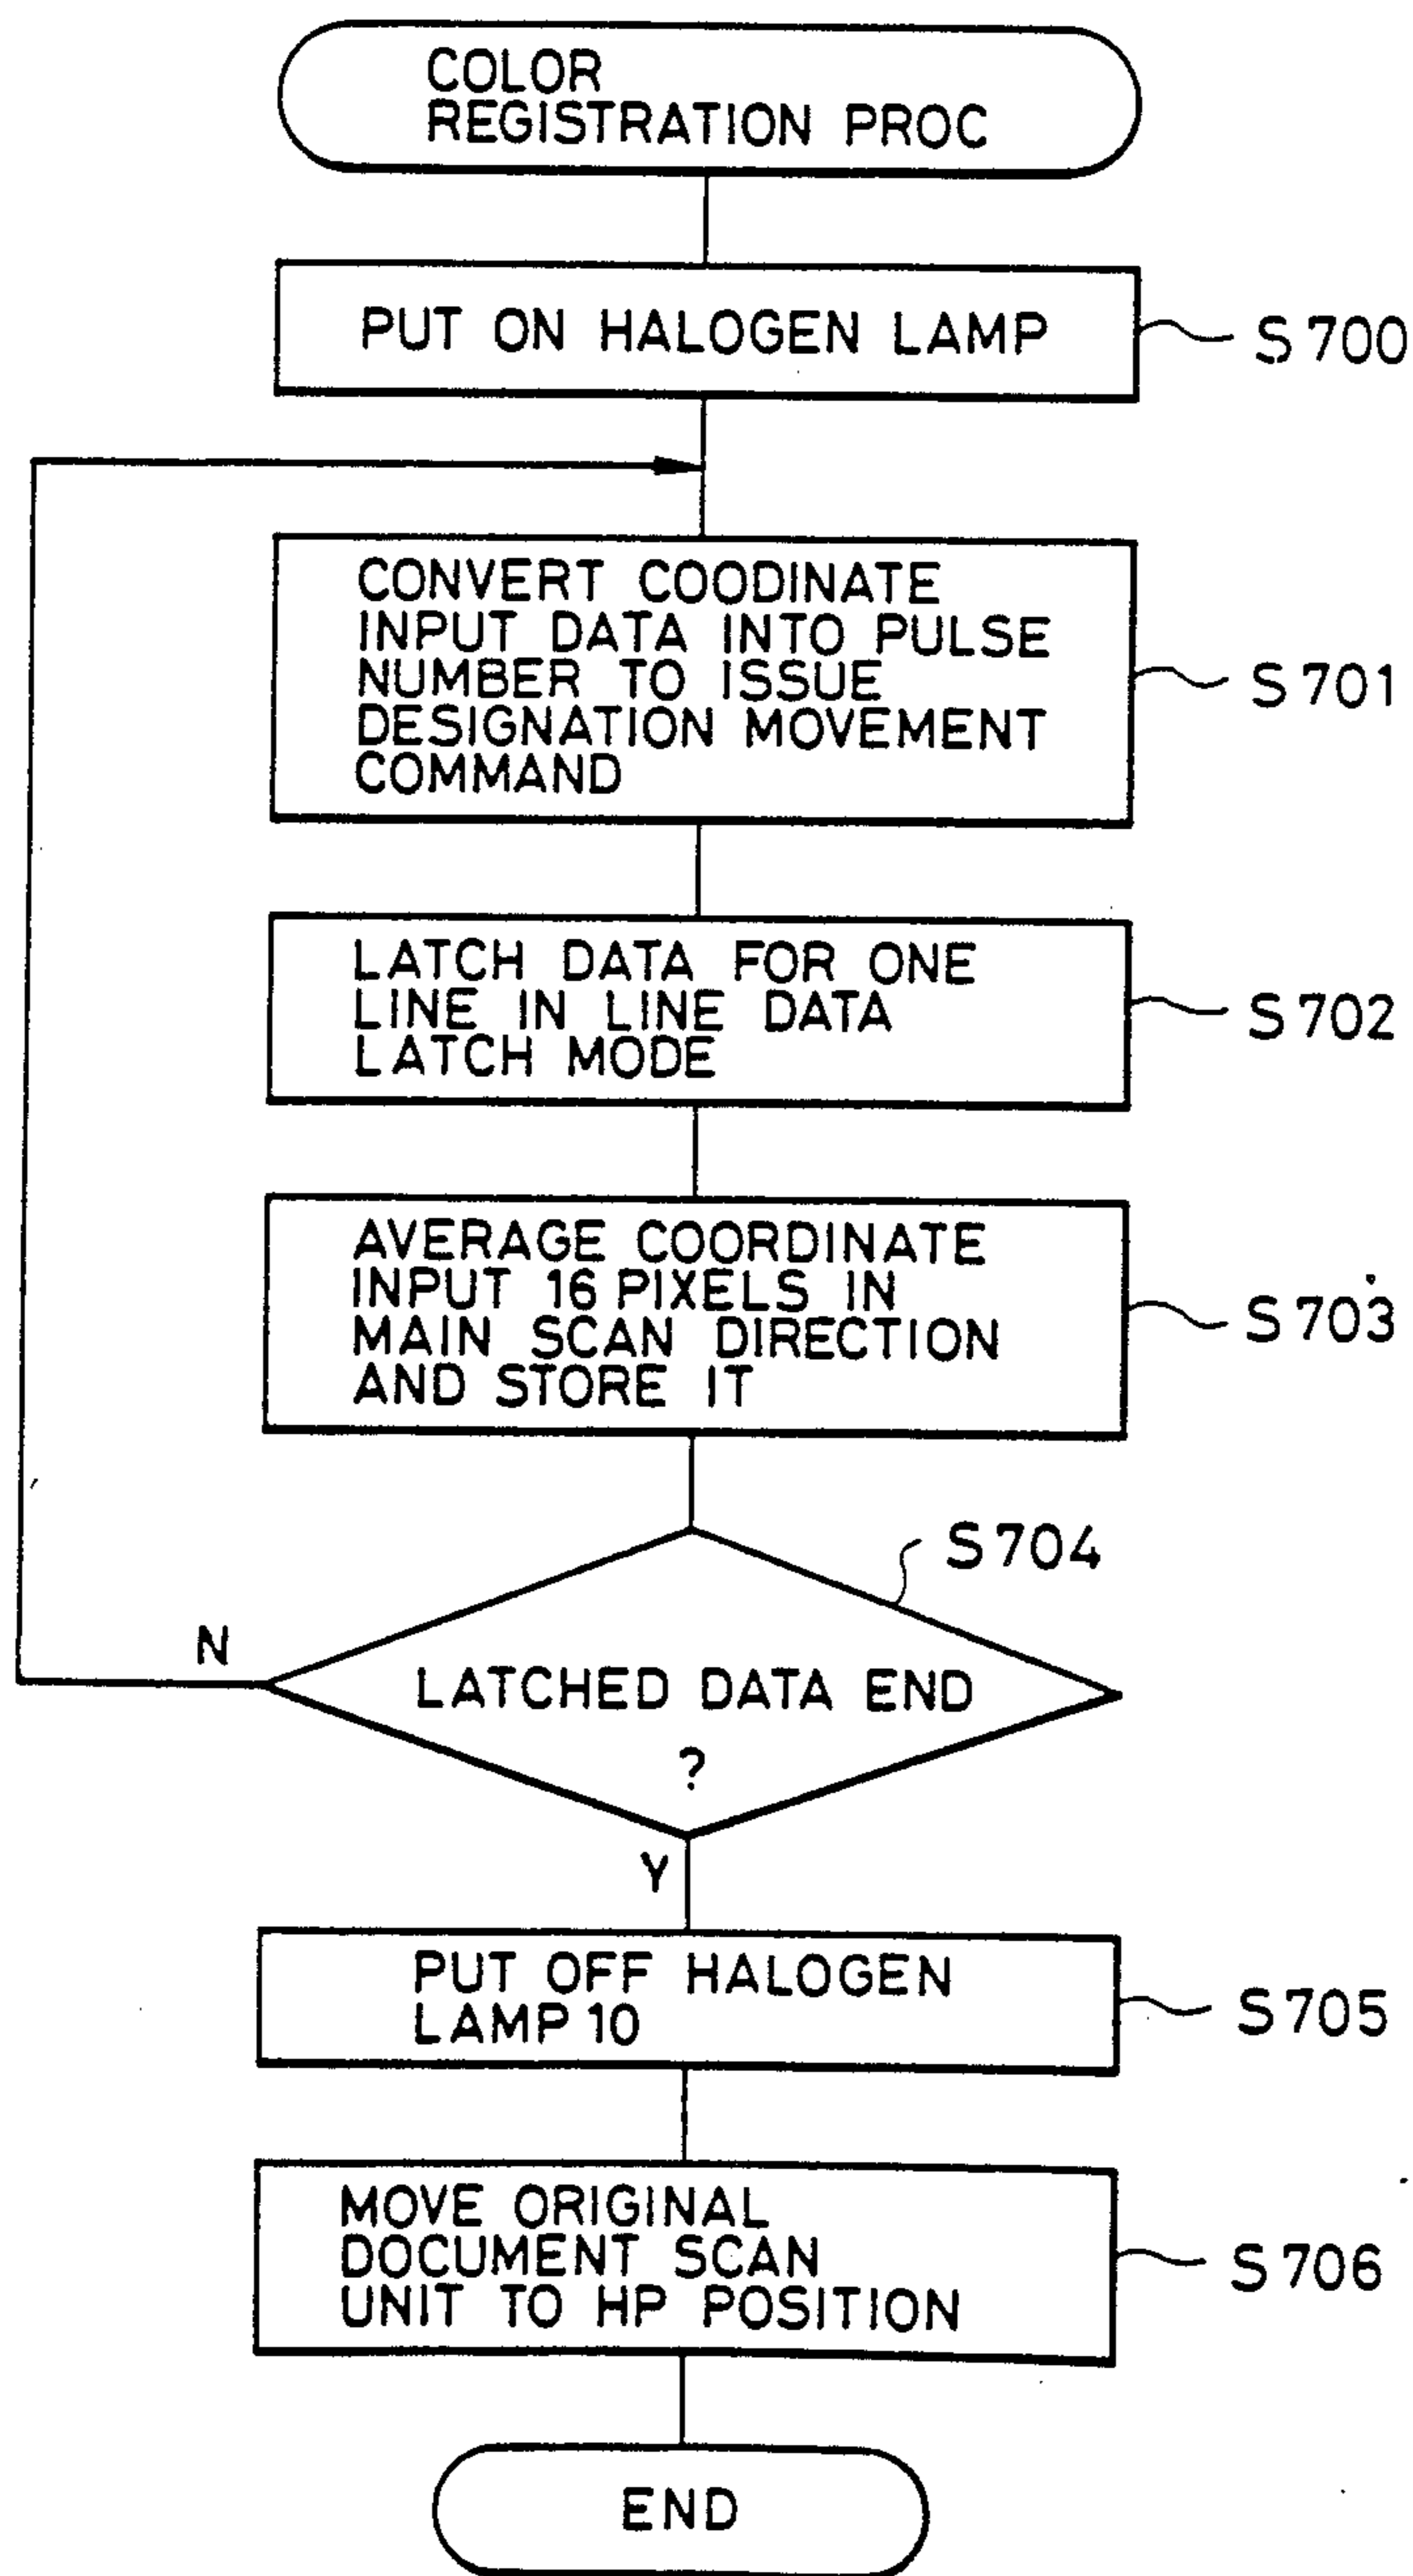 COLOR
REGISTRATION PROC
PUT ON HALOGEN LAMP
S700
CONVERT COODINATE
INPUT DATA INTO PULSE
NUMBER TO ISSUE
DESIGNATION MOVEMENT
COMMAND
S701
LATCH DATA FOR ONE
LINE IN LINE DATA
LATCH MODE
S702
AVERAGE COORDINATE
INPUT 16 PIXELS IN
MAIN SCAN DIRECTION
AND STORE IT
S703
S704
N
LATCHED DATA END
?
Y
PUT OFF HALOGEN
LAMP 10
S705
MOVE ORIGINAL
DOCUMENT SCAN
UNIT TO HP POSITION
S706
END